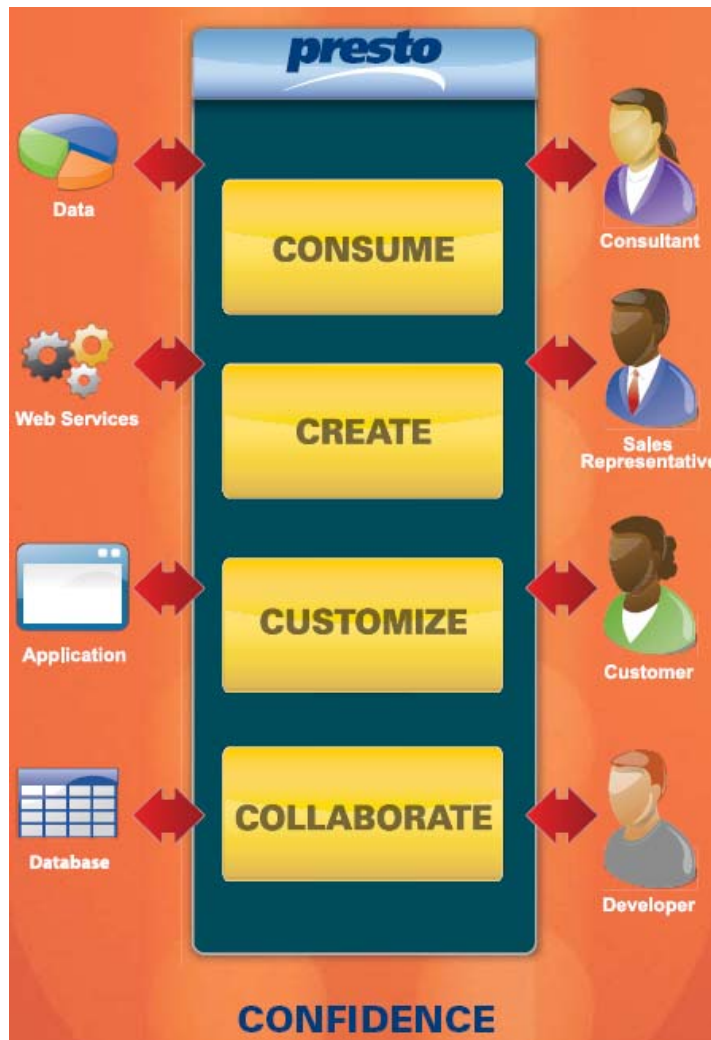 presto
Data
Consultant
CONSUME
Web Services
Sales
Representative
CREATE
Application
Customer
CUSTOMIZE
Database
Developer
COLLABORATE
CONFIDENCE